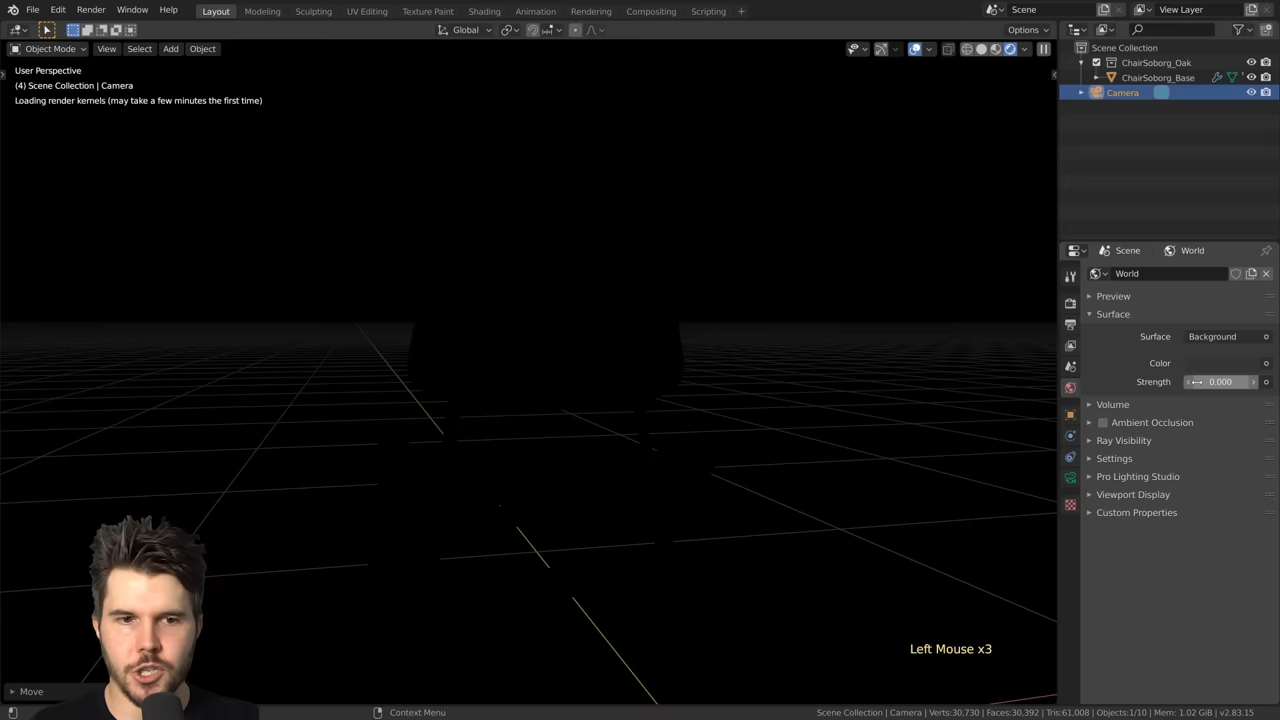 File Edit Render Window Help
Layout Modeling Sculpting UV Editing Texture Paint Shading Animation Rendering Compositing Scripting
Scene
View Layer
Global
Options
Object Mode View Select Add Object
User Perspective
(4) Scene Collection | Camera
Loading render kernels (may take a few minutes the first time)
Scene Collection
ChairSoborg_Oak
ChairSoborg_Base
Camera
Scene World
World
Preview
Surface
Surface Background
Color
Strength 0.000
Volume
Ambient Occlusion
Ray Visibility
Settings
Pro Lighting Studio
Viewport Display
Custom Properties
Left Mouse x3
Move
Context Menu
Scene Collection | Camera | Verts:30,730 | Faces:30,392 | Tris:61,008 | Objects:1/10 | Mem: 1.02 GiB | v2.83.15